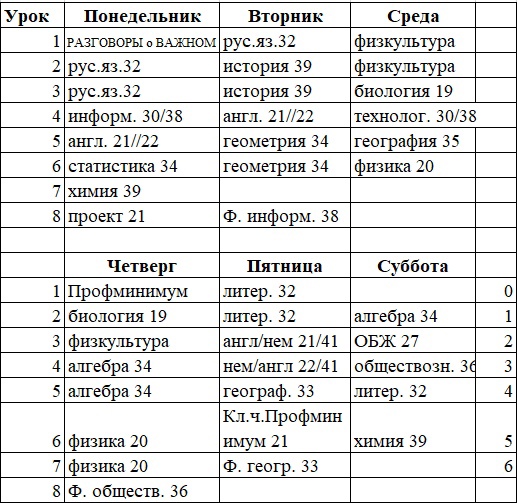 Урок Понедельник Вторник Среда
1 РАЗГОВОРЫ о ВАЖНОМ рус.яз.32 физкультура
2 рус.яз.32 история 39 физкультура
3 рус.яз.32 история 39 биология 19
4 информ. 30/38 англ. 21//22 технолог. 30/38
5 англ. 21//22 геометрия 34 география 35
6 статистика 34 геометрия 34 физика 20
7 химия 39
8 проект 21 Ф. информ. 38
Четверг Пятница Суббота
1 Профминимум литер. 32 0
2 биология 19 литер. 32 алгебра 34 1
3 физкультура англ/нем 21/41 ОБЖ 27 2
4 алгебра 34 нем/англ 22/41 обществозн. 36 3
5 алгебра 34 географ. 33 литер. 32 4
Кл.ч.Профмин
6 физика 20 имум 21 химия 39 5
7 физика 20 Ф. геогр. 33 6
8 Ф. обществ. 36